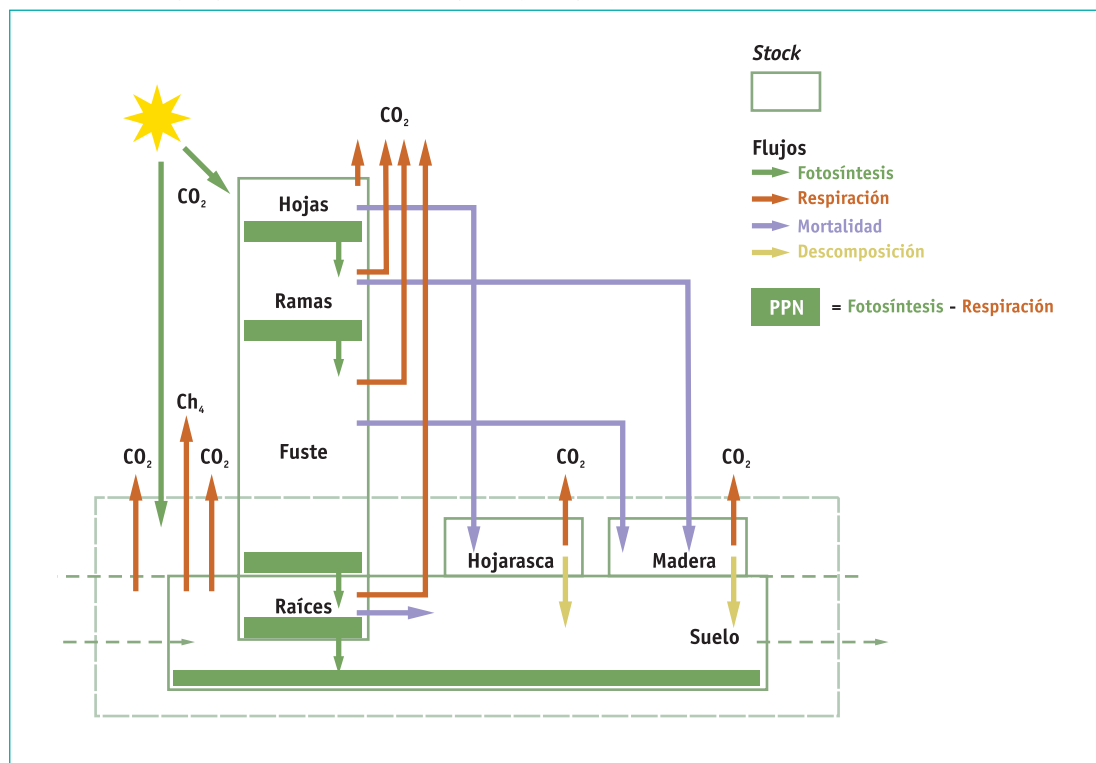 Stock
CO₂
CO₂
Flujos
Fotosíntesis
Hojas
Respiración
Mortalidad
Descomposición
Ramas
PPN = Fotosíntesis - Respiración
Ch₄
Fuste
CO₂
CO₂
CO₂
CO₂
Hojarasca
Madera
Raíces
Suelo